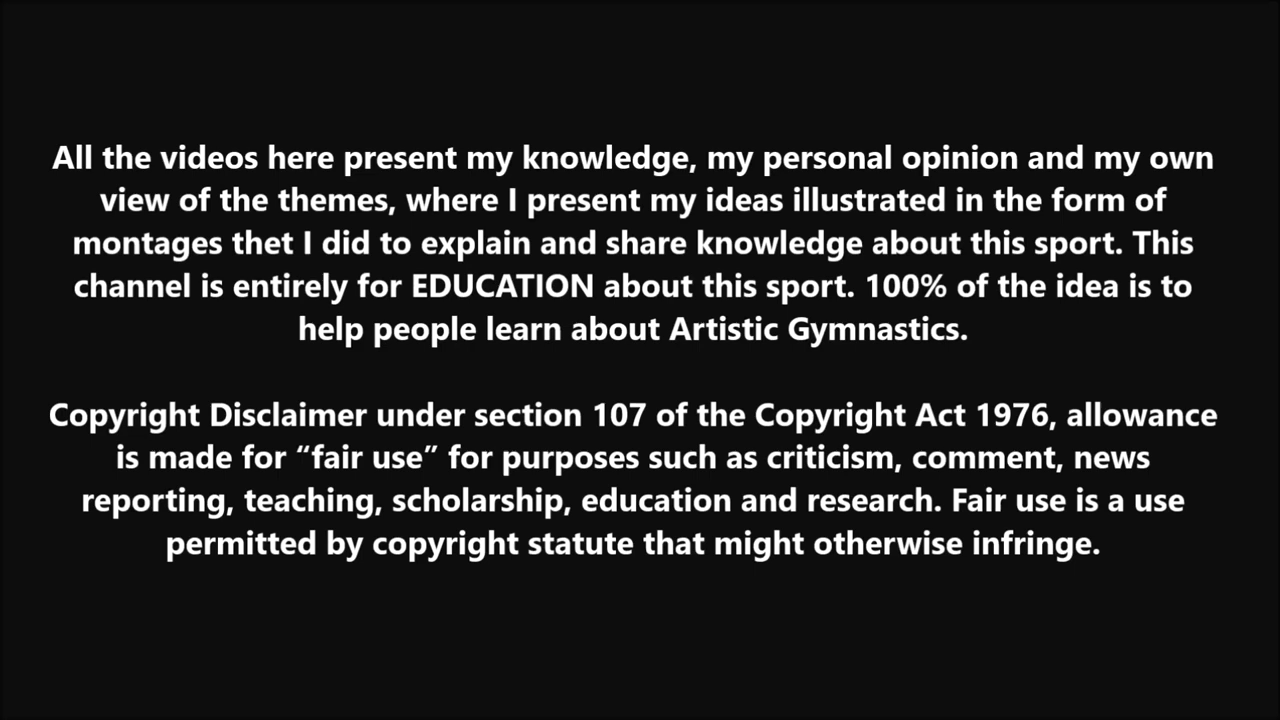 All the videos here present my knowledge, my personal opinion and my own
view of the themes, where I present my ideas illustrated in the form of
montages thet I did to explain and share knowledge about this sport. This
channel is entirely for EDUCATION about this sport. 100% of the idea is to
help people learn about Artistic Gymnastics.
Copyright Disclaimer under section 107 of the Copyright Act 1976, allowance
is made for “fair use” for purposes such as criticism, comment, news
reporting, teaching, scholarship, education and research. Fair use is a use
permitted by copyright statute that might otherwise infringe.